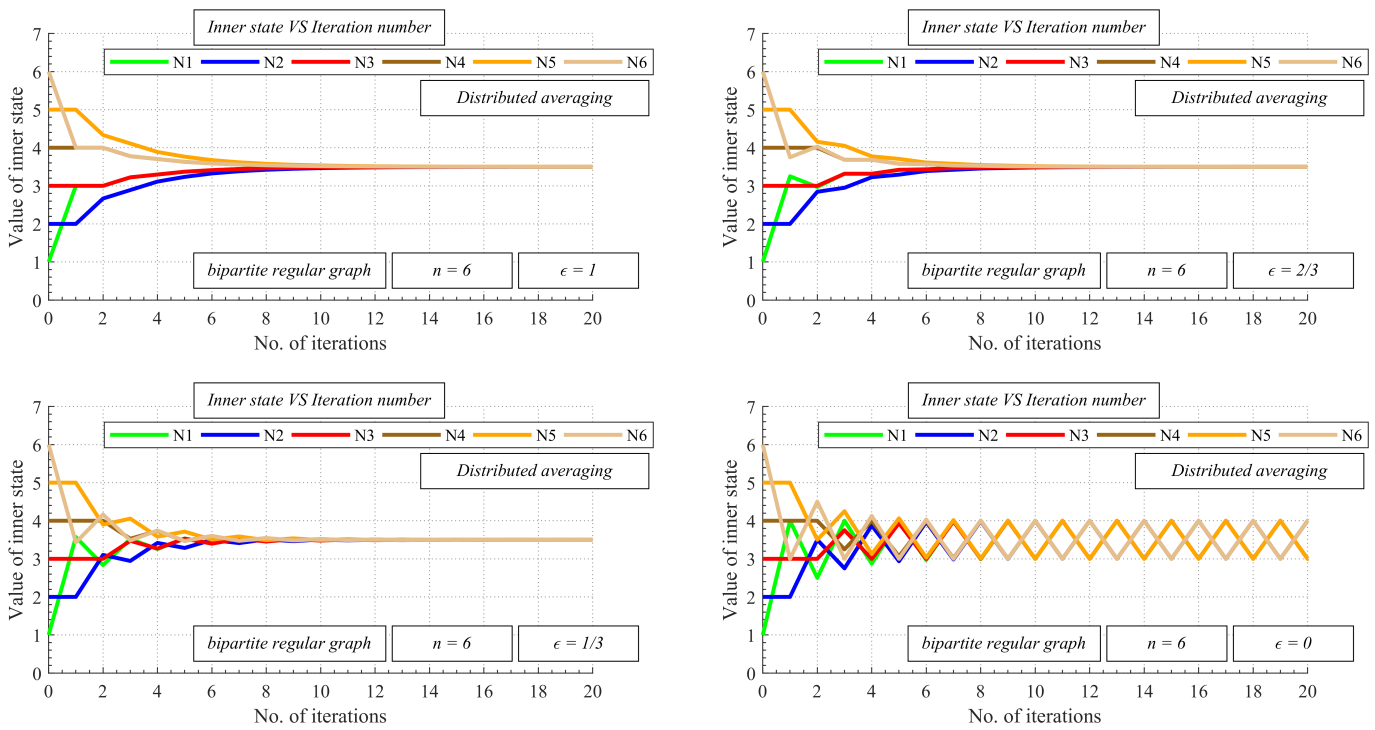 Inner state VS Iteration number
7
N1 N2 N3 N4 N5 N6
6
Distributed averaging
5
4
3
2
1
bipartite regular graph n = 6 ϵ = 1
0
0 2 4 6 8 10 12 14 16 18 20
No. of iterations
Value of inner state
Inner state VS Iteration number
7
N1 N2 N3 N4 N5 N6
6
Distributed averaging
5
4
3
2
1
bipartite regular graph n = 6 ϵ = 2/3
0
0 2 4 6 8 10 12 14 16 18 20
No. of iterations
Value of inner state
Inner state VS Iteration number
7
N1 N2 N3 N4 N5 N6
6
Distributed averaging
5
4
3
2
1
bipartite regular graph n = 6 ϵ = 1/3
0
0 2 4 6 8 10 12 14 16 18 20
No. of iterations
Value of inner state
Inner state VS Iteration number
7
N1 N2 N3 N4 N5 N6
6
Distributed averaging
5
4
3
2
1
bipartite regular graph n = 6 ϵ = 0
0
0 2 4 6 8 10 12 14 16 18 20
No. of iterations
Value of inner state